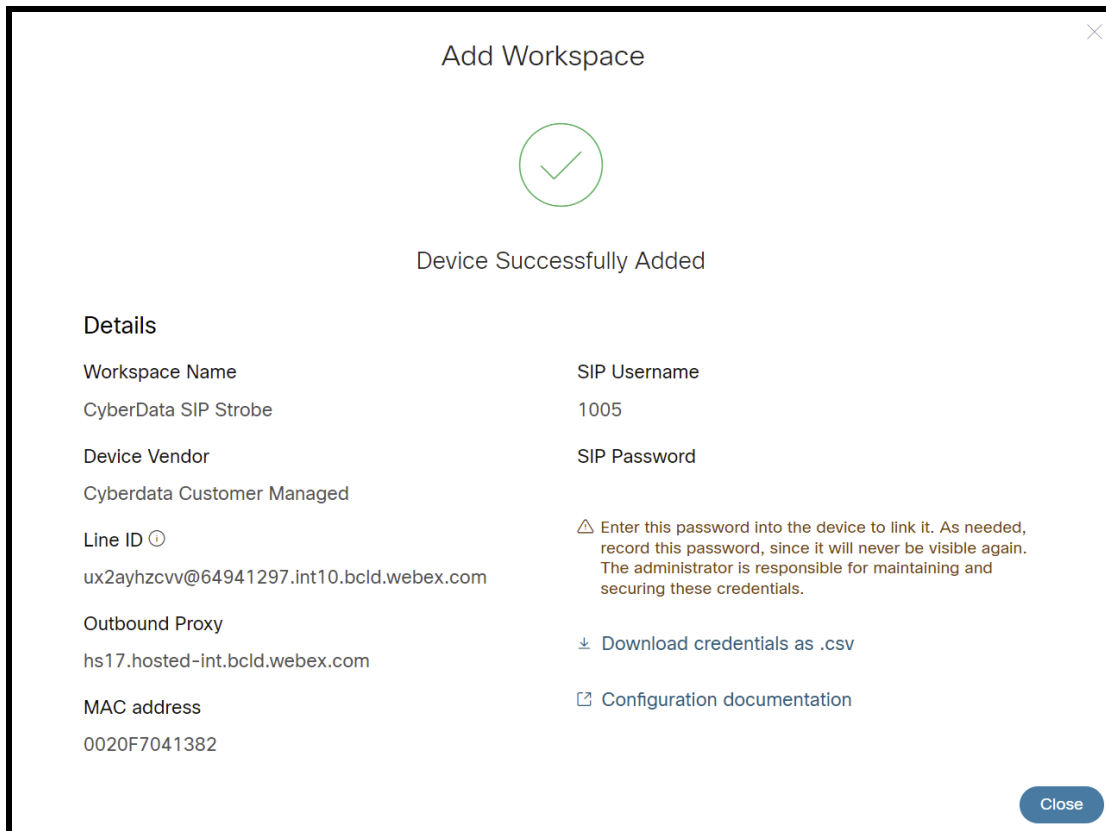 Add Workspace
Device Successfully Added
Details
Workspace Name
CyberData SIP Strobe
Device Vendor
Cyberdata Customer Managed
Line ID
ux2ayhzcvv@64941297.int10.bcld.webex.com
Outbound Proxy
hs17.hosted-int.bcld.webex.com
MAC address
0020F7041382
SIP Username
1005
SIP Password
Enter this password into the device to link it. As needed,
record this password, since it will never be visible again.
The administrator is responsible for maintaining and
securing these credentials.
Download credentials as .csv
Configuration documentation
Close